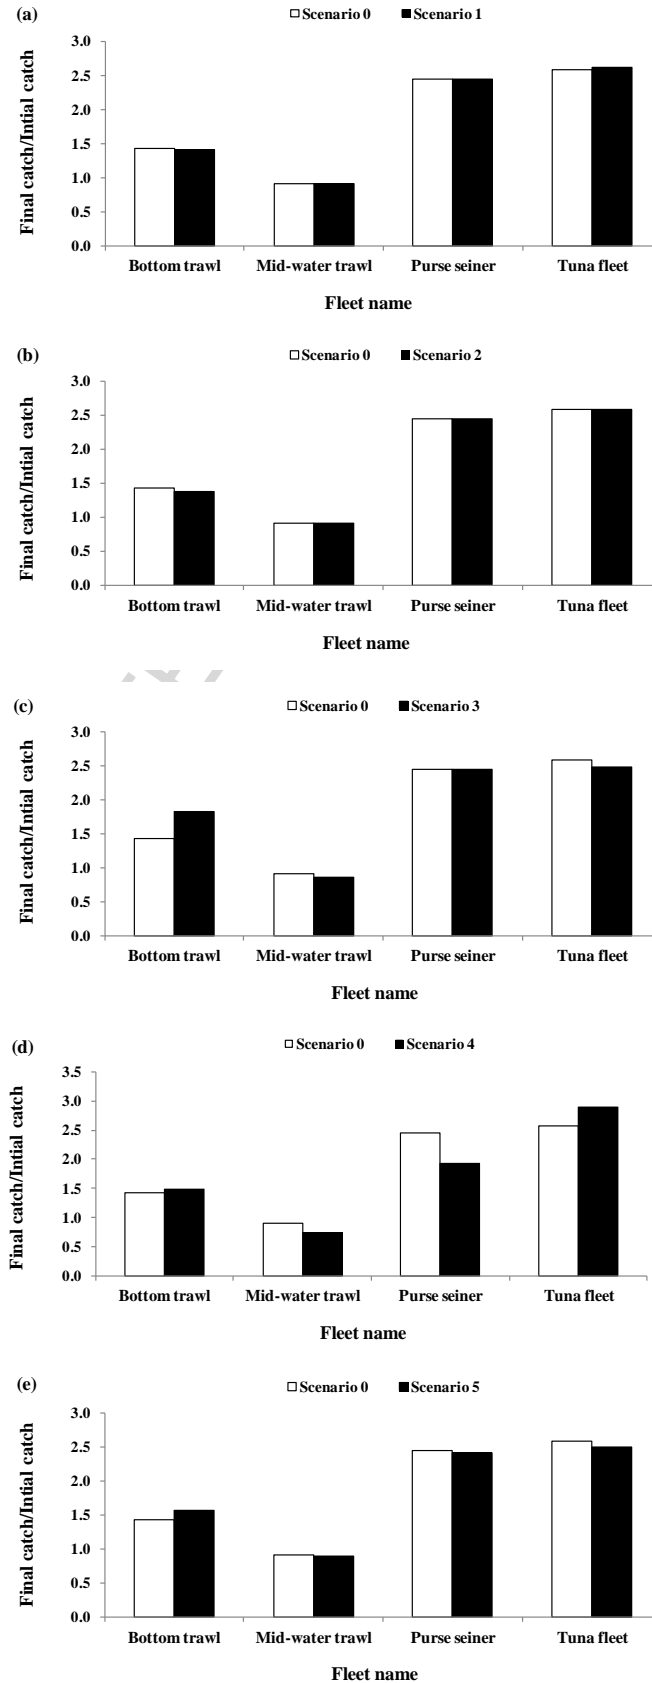 (a)
Scenario 0 Scenario 1
Final catch/Intial catch
3.0
2.5
2.0
1.5
1.0
0.5
0.0
Bottom trawl Mid-water trawl Purse seiner Tuna fleet
Fleet name
(b)
Scenario 0 Scenario 2
Final catch/Intial catch
3.0
2.5
2.0
1.5
1.0
0.5
0.0
Bottom trawl Mid-water trawl Purse seiner Tuna fleet
Fleet name
(c)
Scenario 0 Scenario 3
Final catch/Intial catch
3.0
2.5
2.0
1.5
1.0
0.5
0.0
Bottom trawl Mid-water trawl Purse seiner Tuna fleet
Fleet name
(d)
Scenario 0 Scenario 4
Final catch/Intial catch
3.5
3.0
2.5
2.0
1.5
1.0
0.5
0.0
Bottom trawl Mid-water trawl Purse seiner Tuna fleet
Fleet name
(e)
Scenario 0 Scenario 5
Final catch/Intial catch
3.0
2.5
2.0
1.5
1.0
0.5
0.0
Bottom trawl Mid-water trawl Purse seiner Tuna fleet
Fleet name